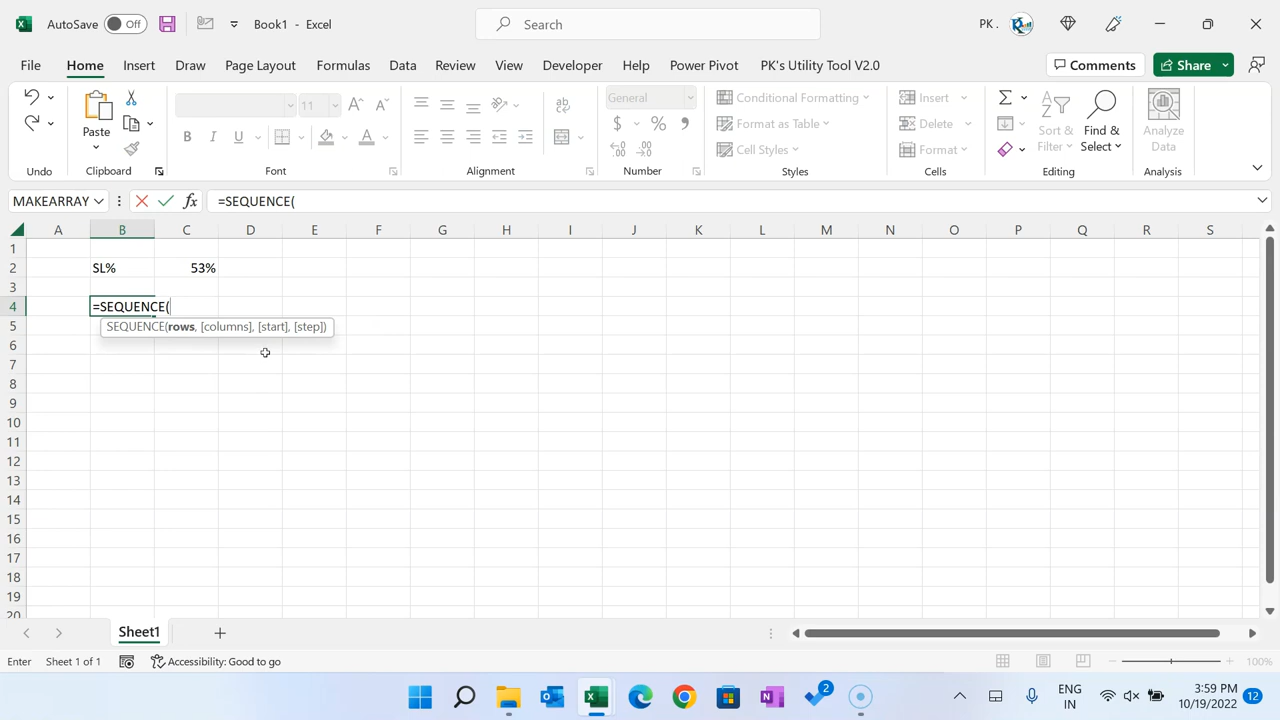 AutoSave Off Book1 - Excel Search PK .
File Home Insert Draw Page Layout Formulas Data Review View Developer Help Power Pivot PK's Utility Tool V2.0 Comments Share
11 General Conditional Formatting Insert
Paste Format as Table Delete Sort & Filter Find & Select Analyze Data
Cell Styles Format
Undo Clipboard Font Alignment Number Styles Cells Editing Analysis
MAKEARRAY fx =SEQUENCE(
A B C D E F G H I J K L M N O P Q R S
1
2 SL% 53%
3
4 =SEQUENCE(
5 SEQUENCE(rows, [columns], [start], [step])
6
7
8
9
10
11
12
13
14
15
16
17
18
19
20
Sheet1
Enter Sheet 1 of 1 Accessibility: Good to go 100%
2 ENG IN 3:59 PM 10/19/2022 12